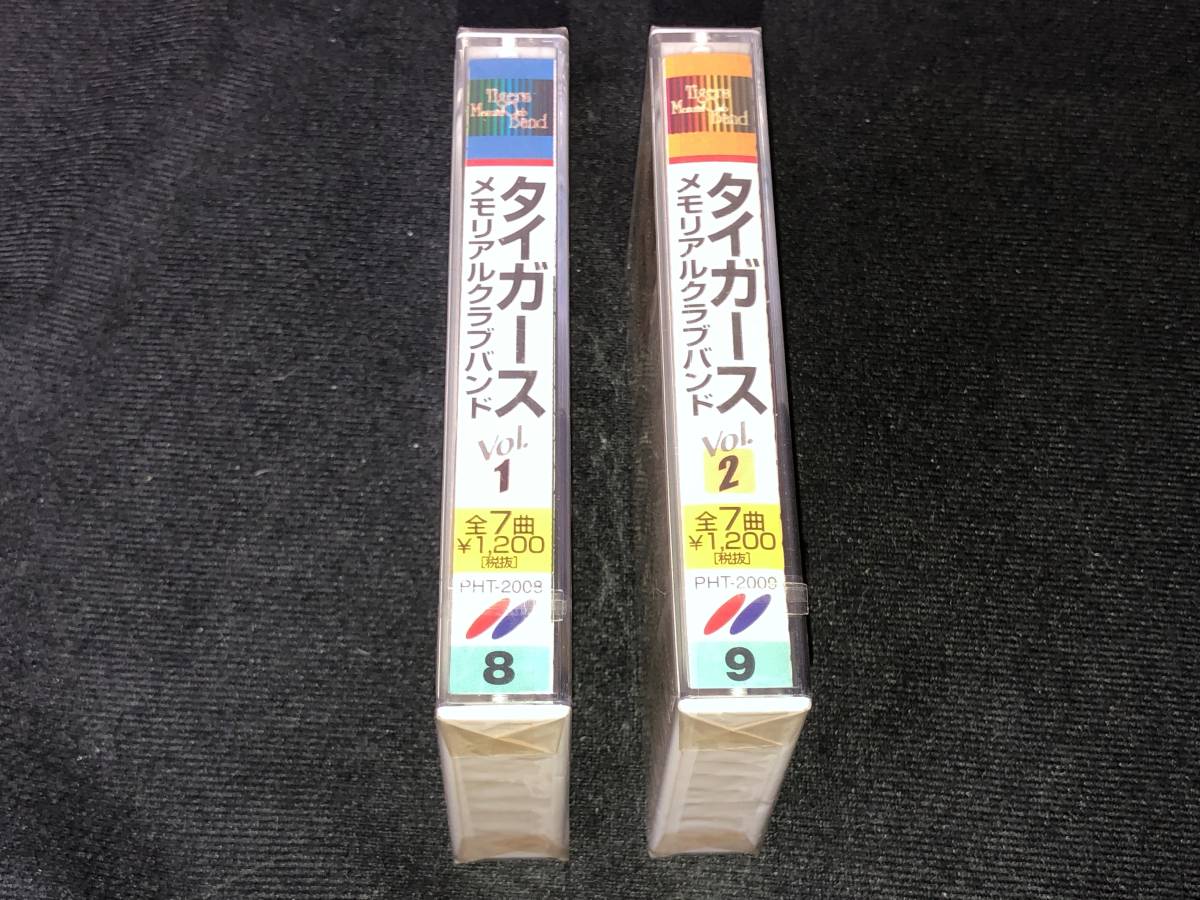 Tigers
Memorial Club
Band
タイガース
メモリアルクラブバンド
Vol.
1
全7曲
¥1,200
[税抜]
PHT-2008
8
Tigers
Memorial Club
Band
タイガース
メモリアルクラブバンド
Vol.
2
全7曲
¥1,200
[税抜]
PHT-2009
9